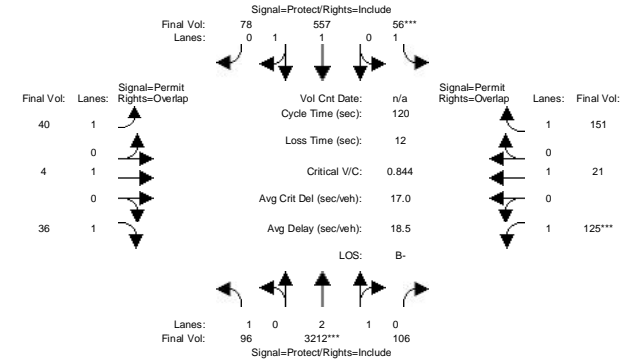 Signal=Protect/Rights=Include
Final Vol: 78 557 56***
Lanes: 0 1 1 0 1
Signal=Permit
Final Vol: Lanes: Rights=Overlap
40 1
0
4 1
0
36 1
Vol Cnt Date: n/a
Cycle Time (sec): 120
Loss Time (sec): 12
Critical V/C: 0.844
Avg Crit Del (sec/veh): 17.0
Avg Delay (sec/veh): 18.5
LOS: B-
Signal=Permit
Rights=Overlap Lanes: Final Vol:
1 151
0
1 21
0
1 125***
Lanes: 1 0 2 1 0
Final Vol: 96 3212*** 106
Signal=Protect/Rights=Include